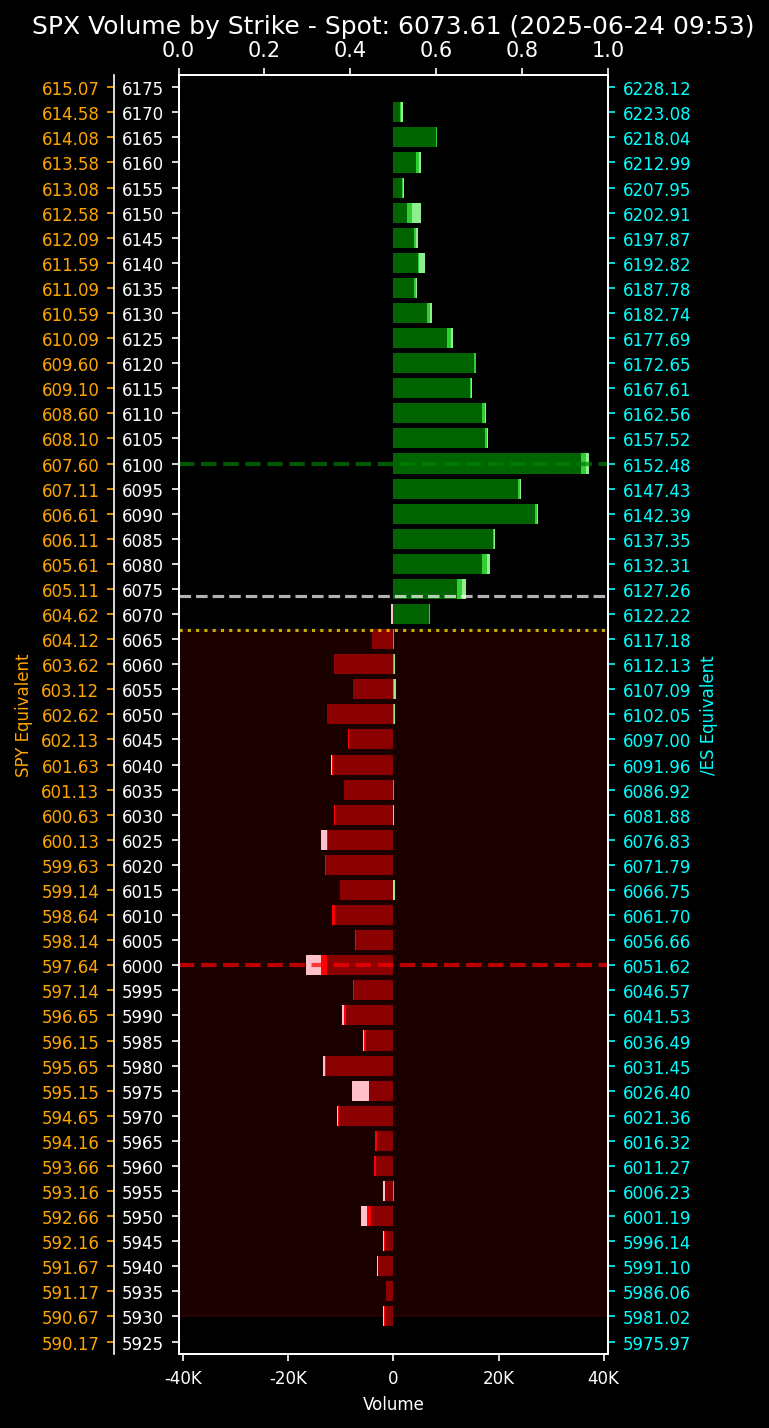 SPX Volume by Strike - Spot: 6073.61 (2025-06-24 09:53)
0.0 0.2 0.4 0.6 0.8 1.0
615.07 6175 6228.12
614.58 6170 6223.08
614.08 6165 6218.04
613.58 6160 6212.99
613.08 6155 6207.95
612.58 6150 6202.91
612.09 6145 6197.87
611.59 6140 6192.82
611.09 6135 6187.78
610.59 6130 6182.74
610.09 6125 6177.69
609.60 6120 6172.65
609.10 6115 6167.61
608.60 6110 6162.56
608.10 6105 6157.52
607.60 6100 6152.48
607.11 6095 6147.43
606.61 6090 6142.39
606.11 6085 6137.35
605.61 6080 6132.31
605.11 6075 6127.26
604.62 6070 6122.22
604.12 6065 6117.18
603.62 6060 6112.13
603.12 6055 6107.09
602.62 6050 6102.05
602.13 6045 6097.00
601.63 6040 6091.96
601.13 6035 6086.92
600.63 6030 6081.88
600.13 6025 6076.83
599.63 6020 6071.79
599.14 6015 6066.75
598.64 6010 6061.70
598.14 6005 6056.66
597.64 6000 6051.62
597.14 5995 6046.57
596.65 5990 6041.53
596.15 5985 6036.49
595.65 5980 6031.45
595.15 5975 6026.40
594.65 5970 6021.36
594.16 5965 6016.32
593.66 5960 6011.27
593.16 5955 6006.23
592.66 5950 6001.19
592.16 5945 5996.14
591.67 5940 5991.10
591.17 5935 5986.06
590.67 5930 5981.02
590.17 5925 5975.97
SPY Equivalent
/ES Equivalent
-40K -20K 0 20K 40K
Volume